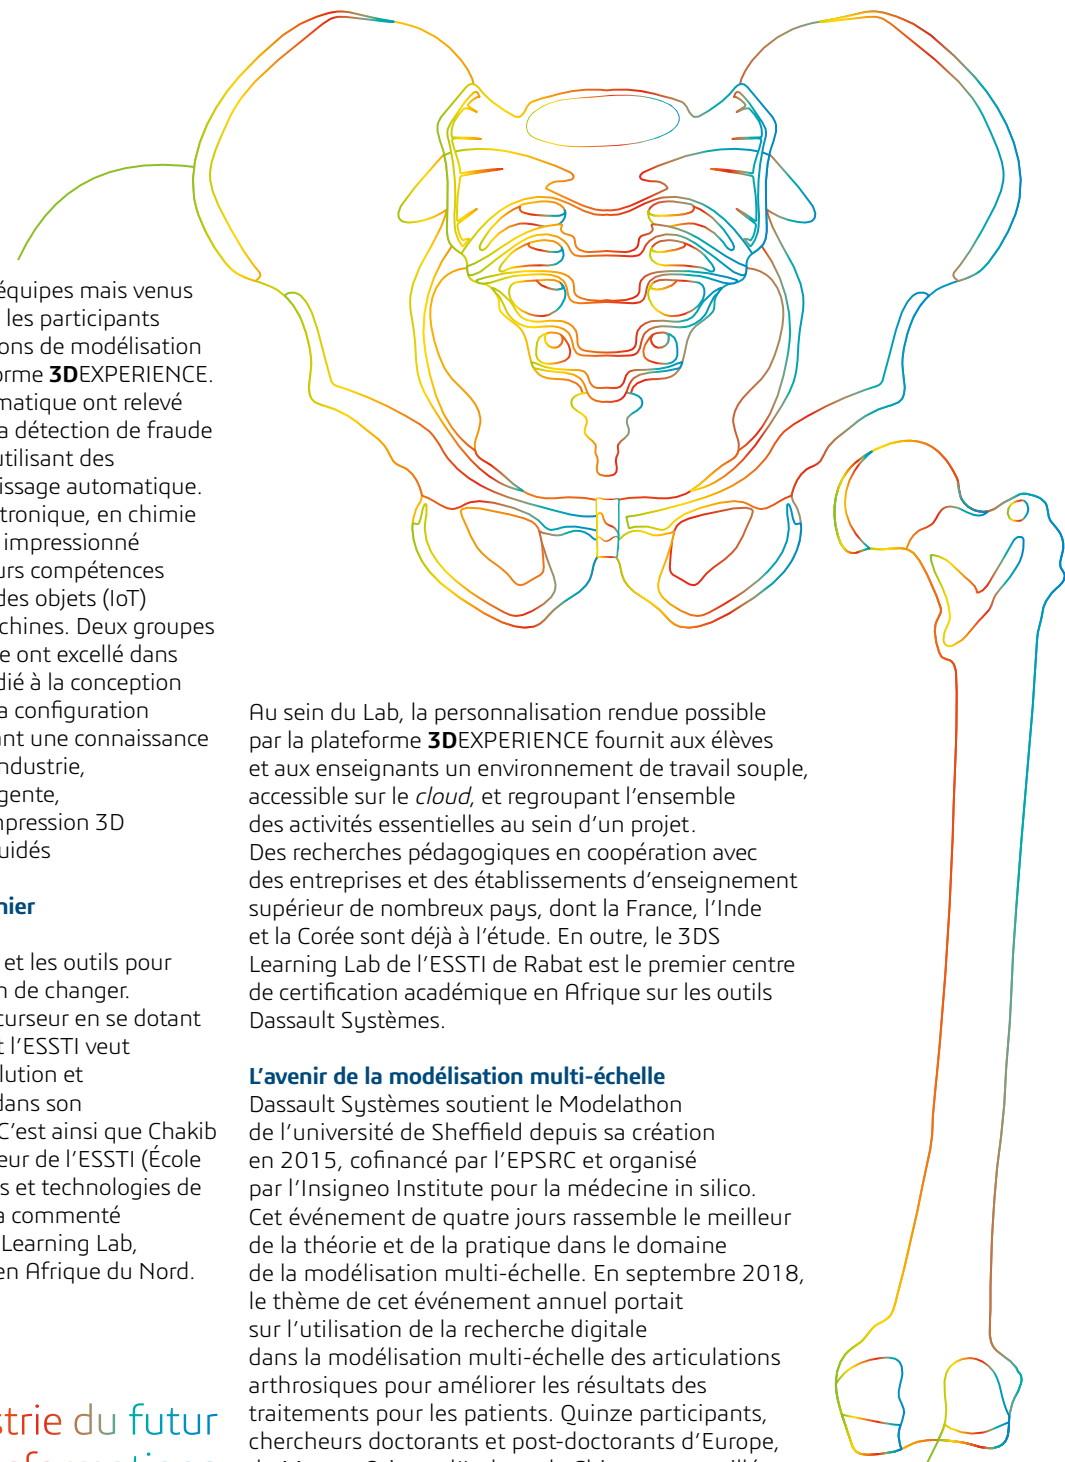 équipes mais venus
les participants
ons de modélisation
orme 3DEXPERIENCE.
matique ont relevé
a détection de fraude
utilisant des
issage automatique.
tronique, en chimie
impressionné
urs compétences
des objets (IoT)
chines. Deux groupes
e ont excellé dans
dié à la conception
a configuration
ant une connaissance
industrie,
gente,
mpression 3D
uidés
nier
et les outils pour
n de changer.
curseur en se dotant
t l'ESSTI veut
lution et
dans son
C'est ainsi que Chakib
eur de l'ESSTI (École
s et technologies de
a commenté
Learning Lab,
en Afrique du Nord.
strie du futur
Au sein du Lab, la personnalisation rendue possible
par la plateforme 3DEXPERIENCE fournit aux élèves
et aux enseignants un environnement de travail souple,
accessible sur le cloud, et regroupant l'ensemble
des activités essentielles au sein d'un projet.
Des recherches pédagogiques en coopération avec
des entreprises et des établissements d'enseignement
supérieur de nombreux pays, dont la France, l'Inde
et la Corée sont déjà à l'étude. En outre, le 3DS
Learning Lab de l'ESSTI de Rabat est le premier centre
de certification académique en Afrique sur les outils
Dassault Systèmes.
L'avenir de la modélisation multi-échelle
Dassault Systèmes soutient le Modelathon
de l'université de Sheffield depuis sa création
en 2015, cofinancé par l'EPSRC et organisé
par l'Insigneo Institute pour la médecine in silico.
Cet événement de quatre jours rassemble le meilleur
de la théorie et de la pratique dans le domaine
de la modélisation multi-échelle. En septembre 2018,
le thème de cet événement annuel portait
sur l'utilisation de la recherche digitale
dans la modélisation multi-échelle des articulations
arthrosiques pour améliorer les résultats des
traitements pour les patients. Quinze participants,
chercheurs doctorants et post-doctorants d'Europe,